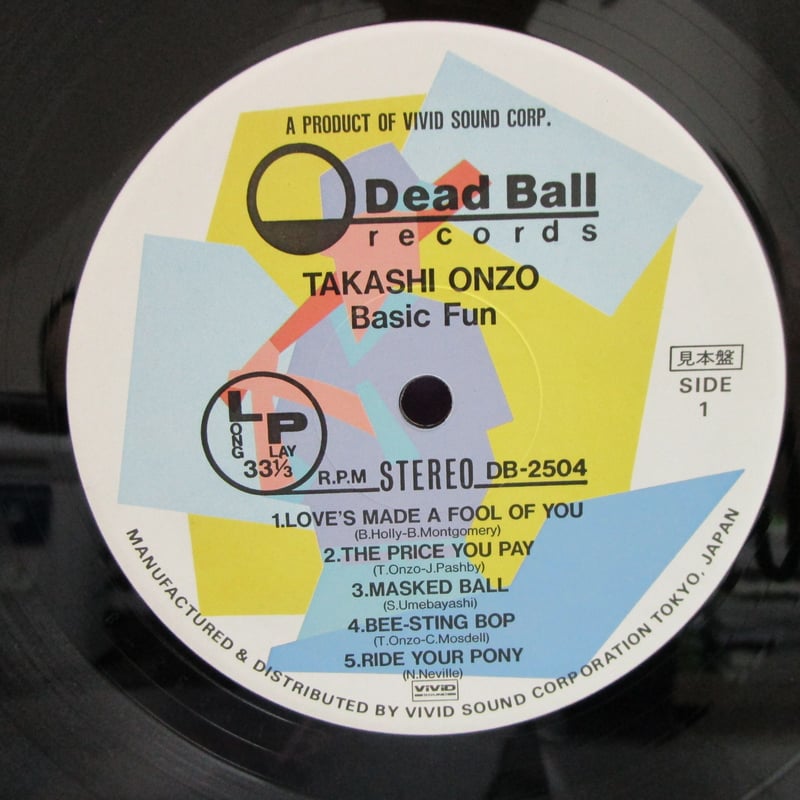 A PRODUCT OF VIVID SOUND CORP.
Dead Ball
records
TAKASHI ONZO
Basic Fun
見本盤
SIDE
1
LONG PLAY
33⅓ R.P.M STEREO DB-2504
1.LOVE'S MADE A FOOL OF YOU
(B.Holly-B.Montgomery)
2.THE PRICE YOU PAY
(T.Onzo-J.Pashby)
3.MASKED BALL
(S.Umebayashi)
4.BEE-STING BOP
(T.Onzo-C.Mosdell)
5.RIDE YOUR PONY
(N.Neville)
VIVID
MANUFACTURED & DISTRIBUTED BY VIVID SOUND CORPORATION TOKYO, JAPAN